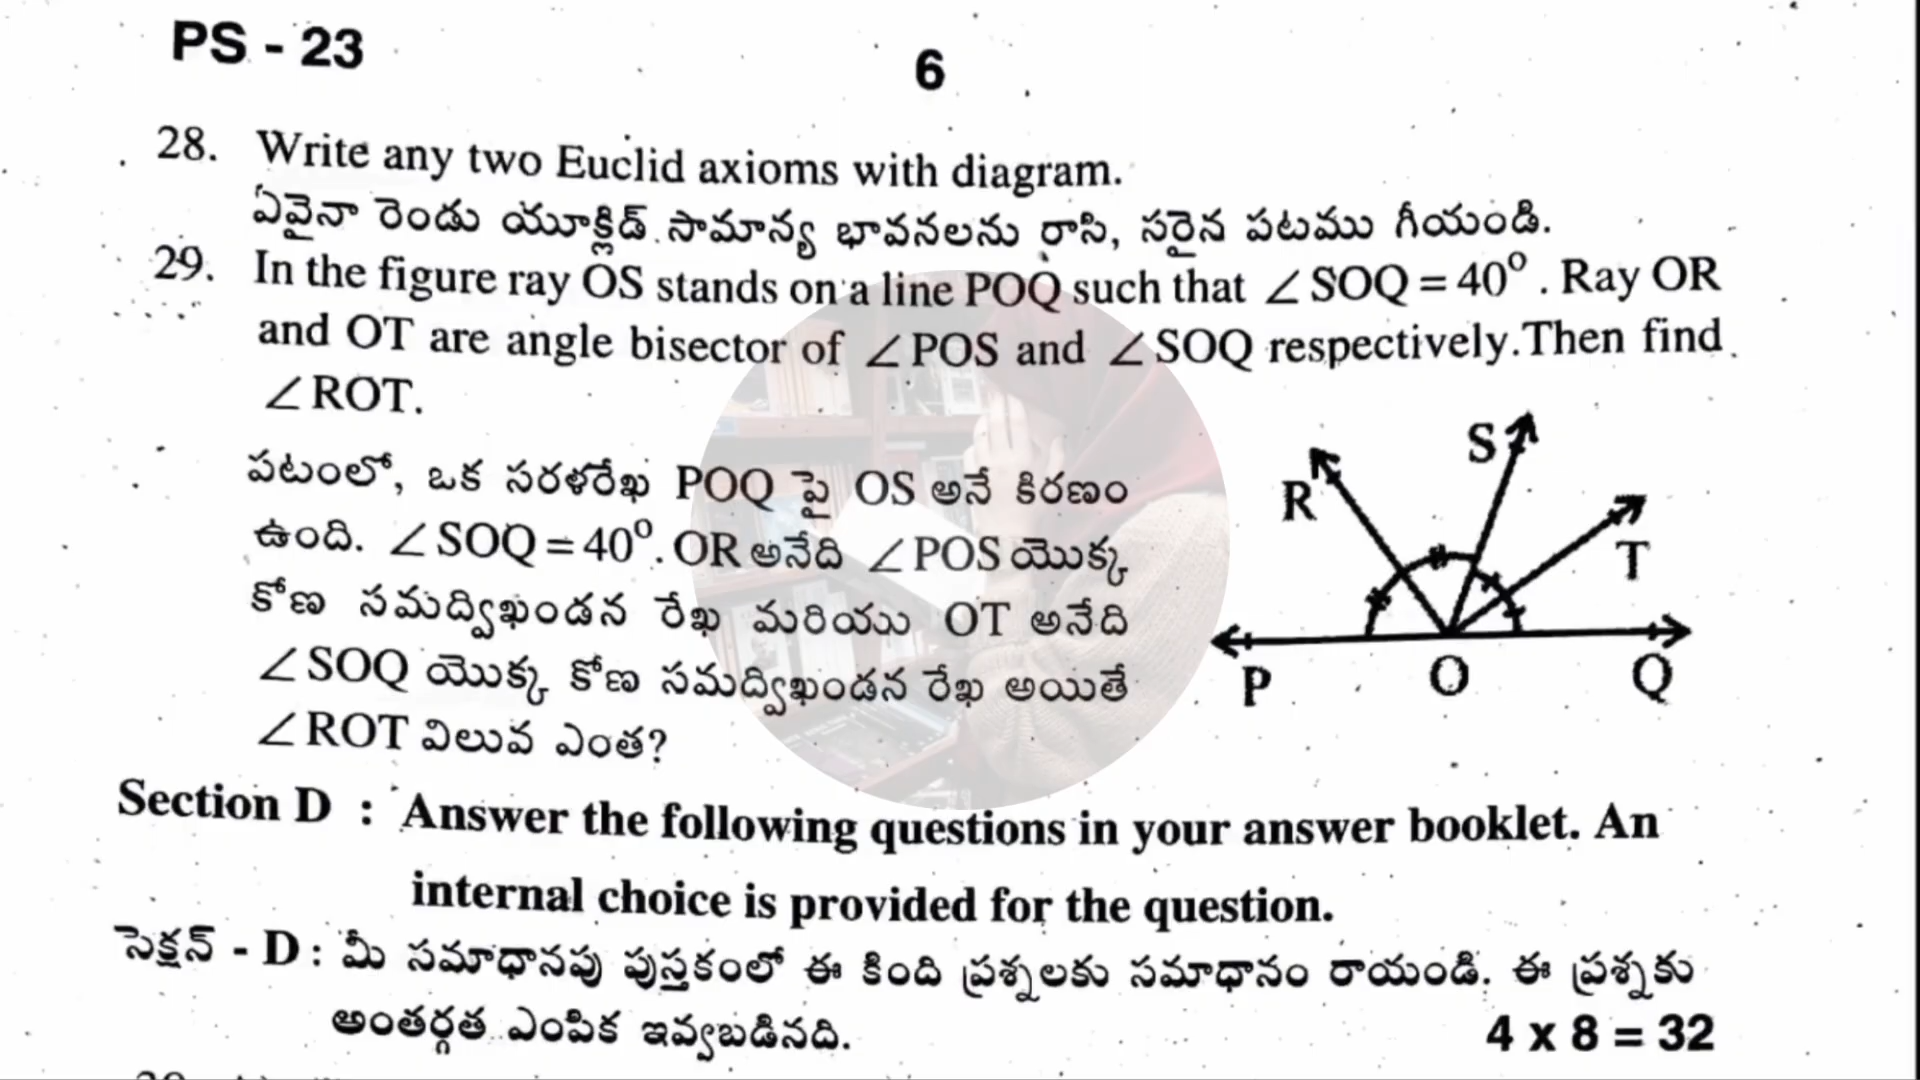 PS - 23
6
28. Write any two Euclid axioms with diagram.
ఏవైనా రెండు యూక్లిడ్ సామాన్య భావనలను రాసి, సరైన పటము గీయండి.
29. In the figure ray OS stands on a line POQ such that ∠SOQ = 40⁰. Ray OR
and OT are angle bisector of ∠POS and ∠SOQ respectively.Then find
∠ROT.
పటంలో, ఒక సరళరేఖ POQ పై OS అనే కిరణం
ఉంది. ∠SOQ = 40⁰. OR అనేది ∠POS యొక్క
కోణ సమద్విఖండన రేఖ మరియు OT అనేది
∠SOQ యొక్క కోణ సమద్విఖండన రేఖ అయితే
∠ROT విలువ ఎంత?
S
R
T
P O Q
Section D : Answer the following questions in your answer booklet. An
internal choice is provided for the question.
సెక్షన్ - D : మీ సమాధానపు పుస్తకంలో ఈ కింది ప్రశ్నలకు సమాధానం రాయండి. ఈ ప్రశ్నకు
అంతర్గత ఎంపిక ఇవ్వబడినది.
4 x 8 = 32